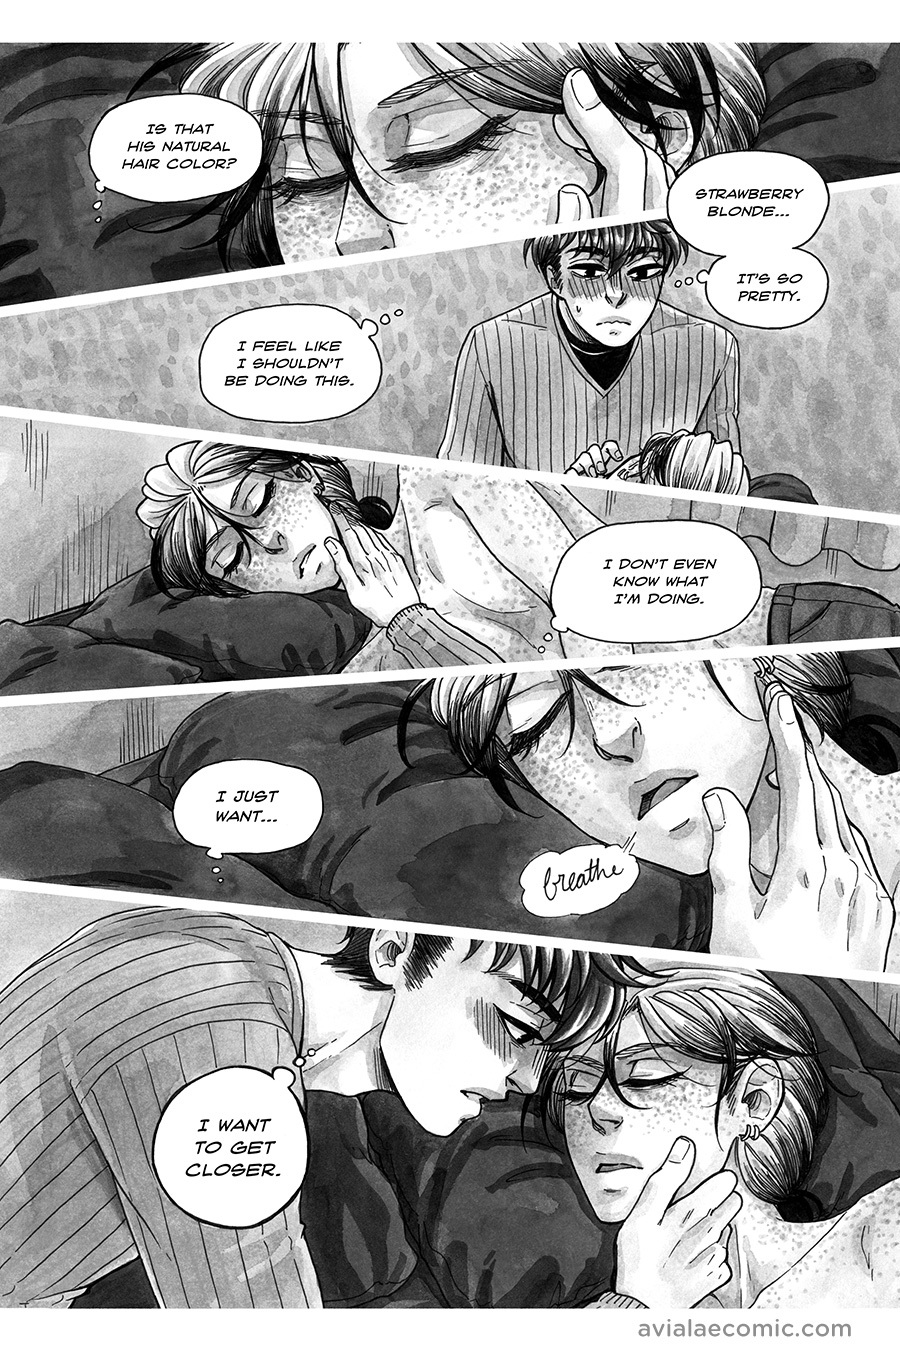 IS THAT
HIS NATURAL
HAIR COLOR?
STRAWBERRY
BLONDE...
IT'S SO
PRETTY.
I FEEL LIKE
I SHOULDN'T
BE DOING THIS.
I DON'T EVEN
KNOW WHAT
I'M DOING.
I JUST
WANT...
breathe
I WANT
TO GET
CLOSER.
avialaecomic.com